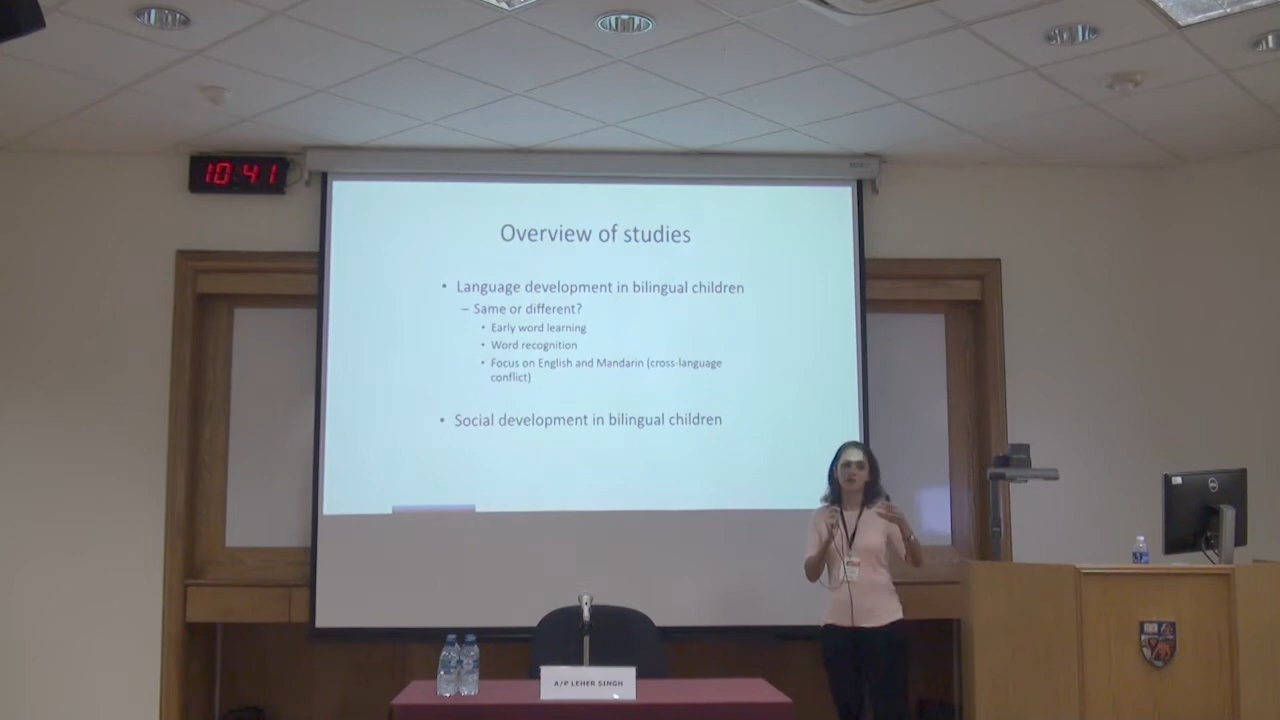 10:41
Overview of studies
• Language development in bilingual children
– Same or different?
• Early word learning
• Word recognition
• Focus on English and Mandarin (cross-language
conflict)
• Social development in bilingual children
DELL
A/P LEHER SINGH